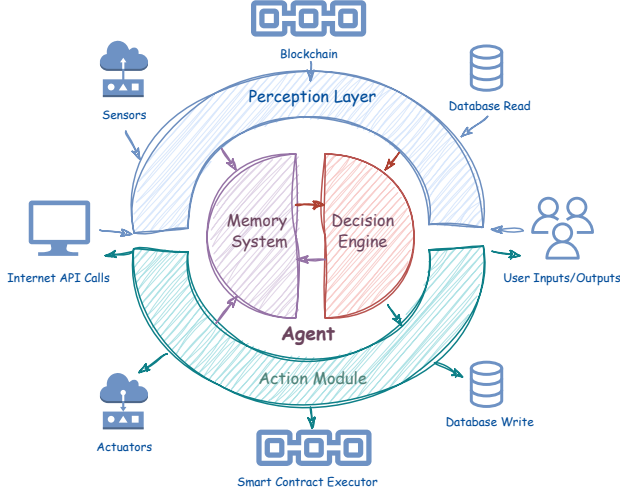 Blockchain
Perception Layer
Sensors
Database Read
Memory
System
Decision
Engine
Internet API Calls
User Inputs/Outputs
Agent
Action Module
Actuators
Database Write
Smart Contract Executor